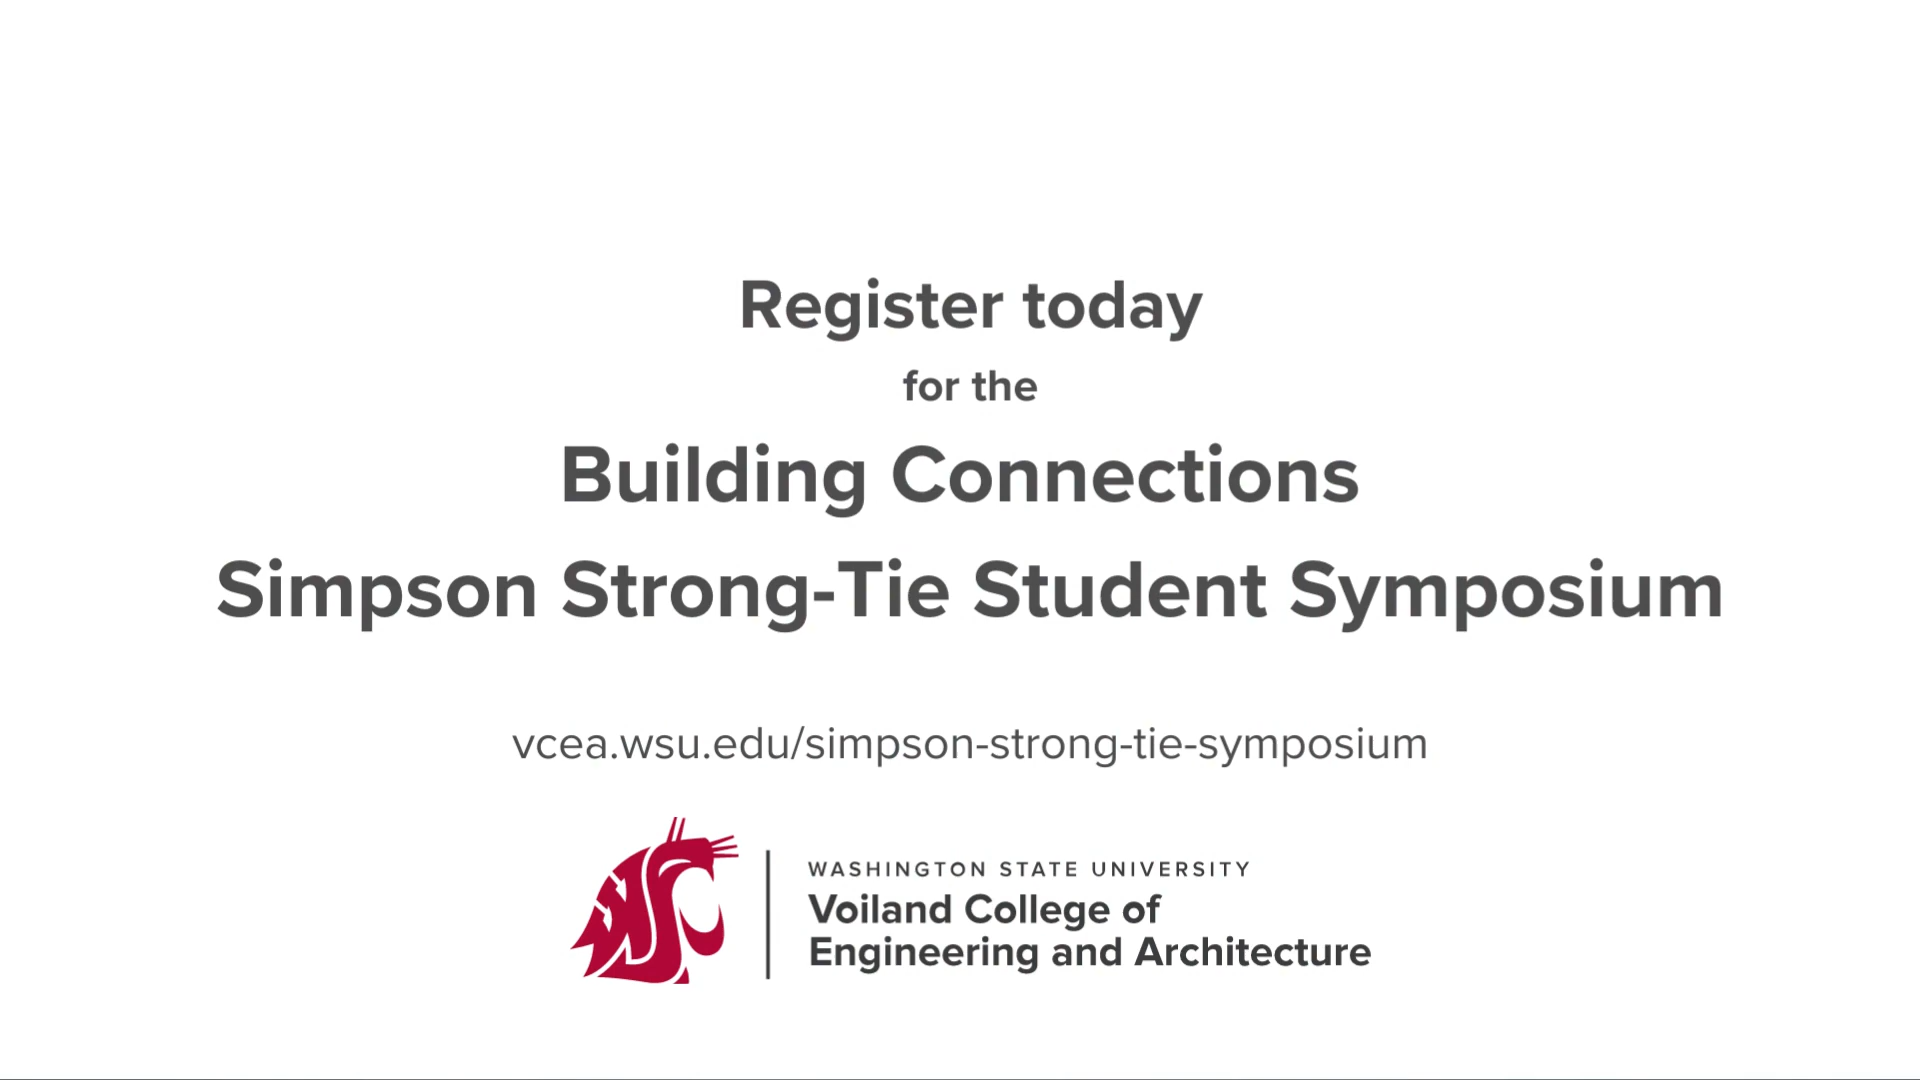 Register today
for the
Building Connections
Simpson Strong-Tie Student Symposium
vcea.wsu.edu/simpson-strong-tie-symposium
WASHINGTON STATE UNIVERSITY
Voiland College of
Engineering and Architecture